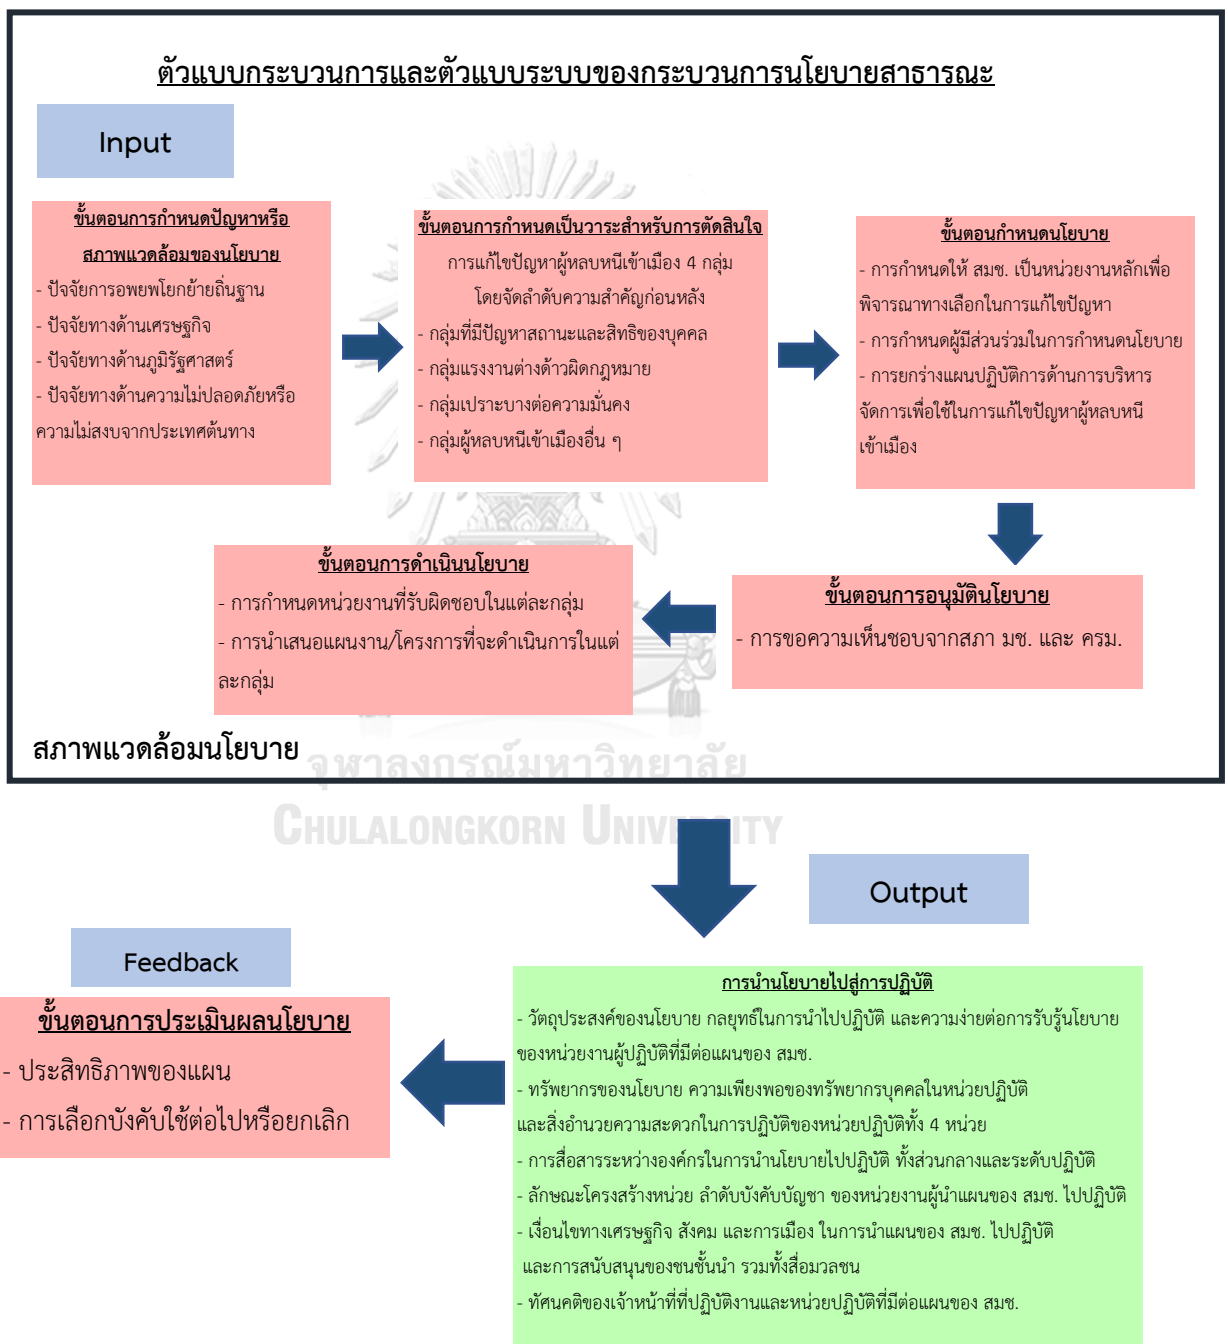 ตัวแบบกระบวนการและตัวแบบระบบของกระบวนการนโยบายสาธารณะ
Input
ขั้นตอนการกำหนดปัญหาหรือ
สภาพแวดล้อมของนโยบาย
- ปัจจัยการอพยพโยกย้ายถิ่นฐาน
- ปัจจัยทางด้านเศรษฐกิจ
- ปัจจัยทางด้านภูมิรัฐศาสตร์
- ปัจจัยทางด้านความไม่ปลอดภัยหรือ
ความไม่สงบจากประเทศต้นทาง
ขั้นตอนการกำหนดเป็นวาระสำหรับการตัดสินใจ
การแก้ไขปัญหาผู้หลบหนีเข้าเมือง 4 กลุ่ม
โดยจัดลำดับความสำคัญก่อนหลัง
- กลุ่มที่มีปัญหาสถานะและสิทธิของบุคคล
- กลุ่มแรงงานต่างด้าวผิดกฎหมาย
- กลุ่มเปราะบางต่อความมั่นคง
- กลุ่มผู้หลบหนีเข้าเมืองอื่น ๆ
ขั้นตอนกำหนดนโยบาย
- การกำหนดให้ สมช. เป็นหน่วยงานหลักเพื่อ
พิจารณาทางเลือกในการแก้ไขปัญหา
- การกำหนดผู้มีส่วนร่วมในการกำหนดนโยบาย
- การยกร่างแผนปฏิบัติการด้านการบริหาร
จัดการเพื่อใช้ในการแก้ไขปัญหาผู้หลบหนี
เข้าเมือง
ขั้นตอนการดำเนินนโยบาย
- การกำหนดหน่วยงานที่รับผิดชอบในแต่ละกลุ่ม
- การนำเสนอแผนงาน/โครงการที่จะดำเนินการในแต่
ละกลุ่ม
ขั้นตอนการอนุมัตินโยบาย
- การขอความเห็นชอบจากสภา มช. และ ครม.
สภาพแวดล้อมนโยบาย
จุฬาลงกรณ์มหาวิทยาลัย
CHULALONGKORN UNIVERSITY
Output
Feedback
ขั้นตอนการประเมินผลนโยบาย
- ประสิทธิภาพของแผน
- การเลือกบังคับใช้ต่อไปหรือยกเลิก
การนำนโยบายไปสู่การปฏิบัติ
- วัตถุประสงค์ของนโยบาย กลยุทธ์ในการนำไปปฏิบัติ และความง่ายต่อการรับรู้นโยบาย
ของหน่วยงานผู้ปฏิบัติที่มีต่อแผนของ สมช.
- ทรัพยากรของนโยบาย ความเพียงพอของทรัพยากรบุคคลในหน่วยปฏิบัติ
และสิ่งอำนวยความสะดวกในการปฏิบัติของหน่วยปฏิบัติทั้ง 4 หน่วย
- การสื่อสารระหว่างองค์กรในการนำนโยบายไปปฏิบัติ ทั้งส่วนกลางและระดับปฏิบัติ
- ลักษณะโครงสร้างหน่วย ลำดับบังคับบัญชา ของหน่วยงานผู้นำแผนของ สมช. ไปปฏิบัติ
- เงื่อนไขทางเศรษฐกิจ สังคม และการเมือง ในการนำแผนของ สมช. ไปปฏิบัติ
และการสนับสนุนของชนชั้นนำ รวมทั้งสื่อมวลชน
- ทัศนคติของเจ้าหน้าที่ที่ปฏิบัติงานและหน่วยปฏิบัติที่มีต่อแผนของ สมช.